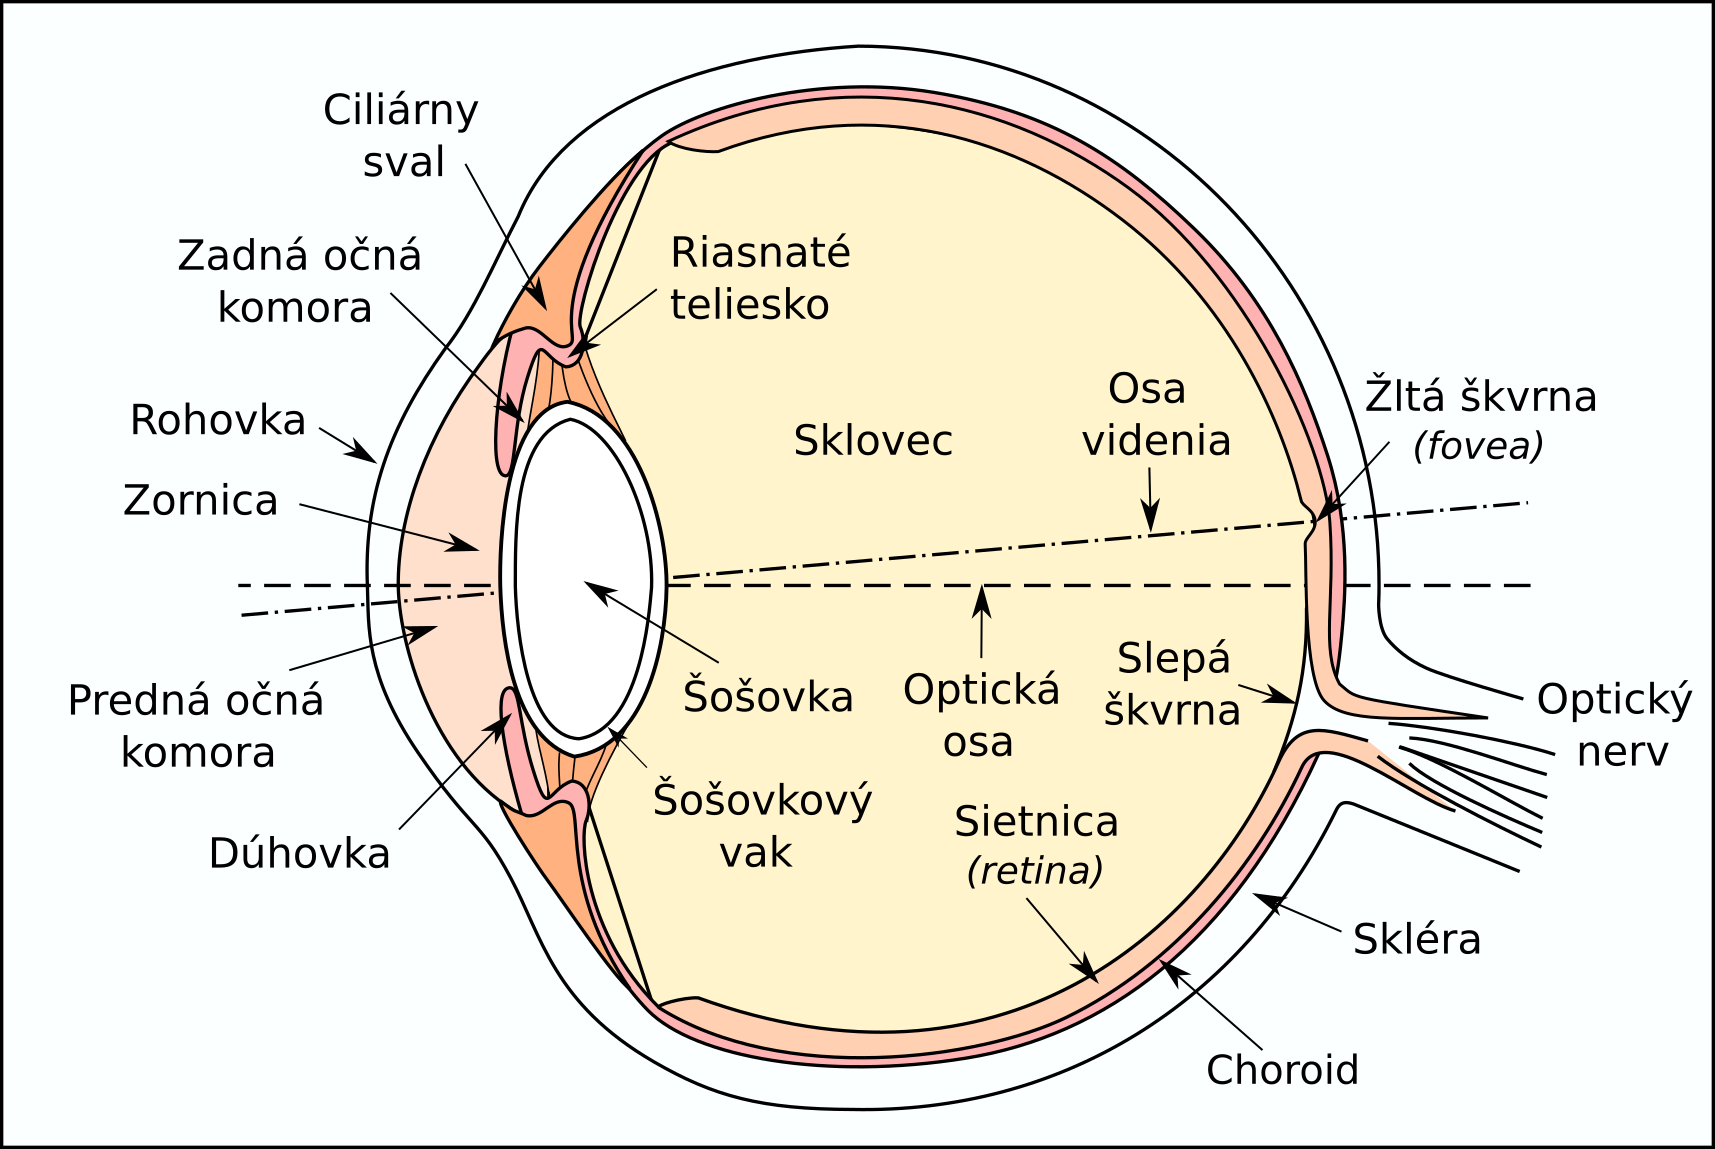 Ciliárny
sval
Zadná očná
komora
Riasnaté
teliesko
Rohovka
Zornica
Sklovec
Osa
videnia
Žltá škvrna
(fovea)
Predná očná
komora
Šošovka
Optická
osa
Slepá
škvrna
Optický
nerv
Dúhovka
Šošovkový
vak
Sietnica
(retina)
Skléra
Choroid